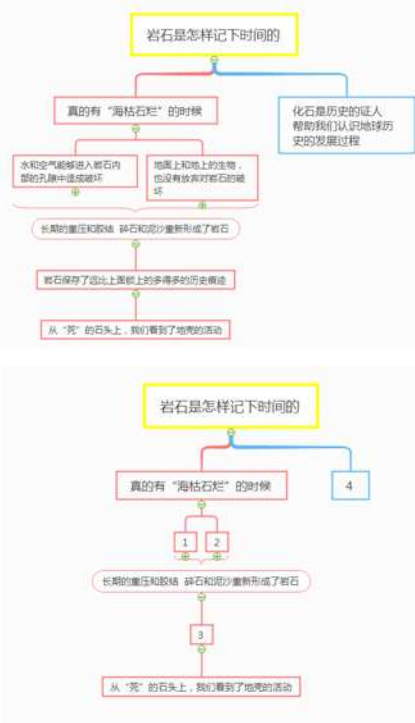 岩石是怎样记下时间的
真的有“海枯石烂”的时候
化石是历史的证人
帮助我们认识地球历
史的发展过程
水和空气能够进入岩石内
部的孔隙中造成破坏
地面上和地上的生物,
也没有放弃对岩石的破
坏
长期的重压和胶结 碎石和泥沙重新形成了岩石
岩石保存了远比上面锁上的多得多的历史痕迹
从“死”的石头上,我们看到了地壳的活动
岩石是怎样记下时间的
真的有“海枯石烂”的时候
4
1
2
长期的重压和胶结 碎石和泥沙重新形成了岩石
3
从“死”的石头上,我们看到了地壳的活动